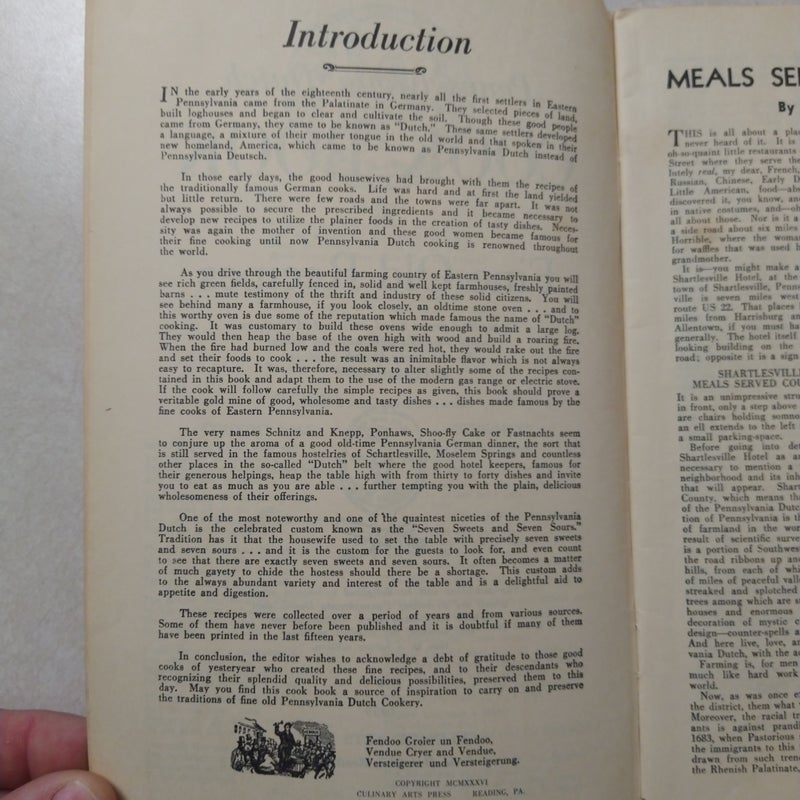 Introduction
IN the early years of the eighteenth century, nearly all the first settlers in Eastern
Pennsylvania came from the Palatinate in Germany. They selected pieces of land,
built loghouses and began to clear and cultivate the soil. Though these good people
came from Germany, they came to be known as "Dutch." These same settlers developed
a language, a mixture of their mother tongue in the old world and that spoken in their
new homeland, America, which came to be known as Pennsylvania Dutch instead of
Pennsylvania Deutsch.
In those early days, the good housewives had brought with them the recipes of
the traditionally famous German cooks. Life was hard and at first the land yielded
but little return. There were few roads and the towns were far apart. It was not
always possible to secure the prescribed ingredients and it became necessary to
develop new recipes to utilize the plainer foods in the creation of tasty dishes. Neces-
sity was again the mother of invention and these good women became famous for
their fine cooking until now Pennsylvania Dutch cooking is renowned throughout
the world.
As you drive through the beautiful farming country of Eastern Pennsylvania you will
see rich green fields, carefully fenced in, solid and well kept farmhouses, freshly painted
barns . . . mute testimony of the thrift and industry of these solid citizens. You will
see behind many a farmhouse, if you look closely, an oldtime stone oven . . . and to
this worthy oven is due some of the reputation which made famous the name of "Dutch"
cooking. It was customary to build these ovens wide enough to admit a large log.
They would then heap the base of the oven high with wood and build a roaring fire.
When the fire had burned low and the coals were red hot, they would rake out the fire
and set their foods to cook . . . the result was an inimitable flavor which is not always
easy to recapture. It was, therefore, necessary to alter slightly some of the recipes con-
tained in this book and adapt them to the use of the modern gas range or electric stove.
If the cook will follow carefully the simple recipes as given, this book should prove a
veritable gold mine of good, wholesome and tasty dishes . . . dishes made famous by the
fine cooks of Eastern Pennsylvania.
The very names Schnitz and Knepp, Ponhaws, Shoo-fly Cake or Fastnachts seem
to conjure up the aroma of a good old-time Pennsylvania German dinner, the sort that
is still served in the famous hostelries of Schartlesville, Moselem Springs and countless
other places in the so-called "Dutch" belt where the good hotel keepers, famous for
their generous helpings, heap the table high with from thirty to forty dishes and invite
you to eat as much as you are able . . . further tempting you with the plain, delicious
wholesomeness of their offerings.
One of the most noteworthy and one of the quaintest niceties of the Pennsylvania
Dutch is the celebrated custom known as the "Seven Sweets and Seven Sours."
Tradition has it that the housewife used to set the table with precisely seven sweets
and seven sours . . . and it is the custom for the guests to look for, and even count
to see that there are exactly seven sweets and seven sours. It often becomes a matter
of much gayety to chide the hostess should there be a shortage. This custom adds
to the always abundant variety and interest of the table and is a delightful aid to
appetite and digestion.
These recipes were collected over a period of years and from various sources.
Some of them have never before been published and it is doubtful if many of them
have been printed in the last fifteen years.
In conclusion, the editor wishes to acknowledge a debt of gratitude to those good
cooks of yesteryear who created these fine recipes, and to their descendants who
recognizing their splendid quality and delicious possibilities, preserved them to this
day. May you find this cook book a source of inspiration to carry on and preserve
the traditions of fine old Pennsylvania Dutch Cookery.
Fendoo Groier un Fendoo,
Vendue Cryer and Vendue,
Versteigerer und Versteigerung.
COPYRIGHT MCMXXXVI
CULINARY ARTS PRESS READING, PA.
MEALS SE
By
THIS is all about a pla
never heard of it. It is
oh-so-quaint little restaurants
Street where they serve the
lutely real, my dear, French,
Russian, Chinese, Early D
Little American, food—ab
discovered it, you know, and
in native costumes, and—oh
all about those. Nor is it a
a side road about six miles
Horrible, where the woma
for waffles that was used b
grandmother.
It is—you might make a
Shartlesville Hotel, at the
town of Shartlesville, Penn
ville is seven miles west
route US 22. That places
miles from Harrisburg an
Allentown, if you must ha
generally. The hotel itself
looking building on the
road; opposite it is a sign
SHARTLESVILL
MEALS SERVED COU
It is an unimpressive stru
in front, only a step above
are chairs holding somno
an ell extends to the left
a small parking-space.
Before going into det
Shartlesville Hotel as an
necessary to mention a
neighborhood and its inh
that will appear. Shar
County, which means th
of the Pennsylvania Dutc
tion of Pennsylvania is th
of farmland in the wor
result of scientific surve
is a portion of Southwes
the road ribbons up an
hills, from each of whi
of miles of peaceful vall
streaked and splotched
trees among which are s
houses and enormous
decoration of mystic c
design—counter-spells a
And here live, love, a
vania Dutch, with the ac
Farming is, for men
much like hard work
world.
Now, as was once e
the district, them what
Moreover, the racial tr
ants is against prandi
1683, when Pastorious
the immigrants to this
drawn from such tren
the Rhenish Palatinate,